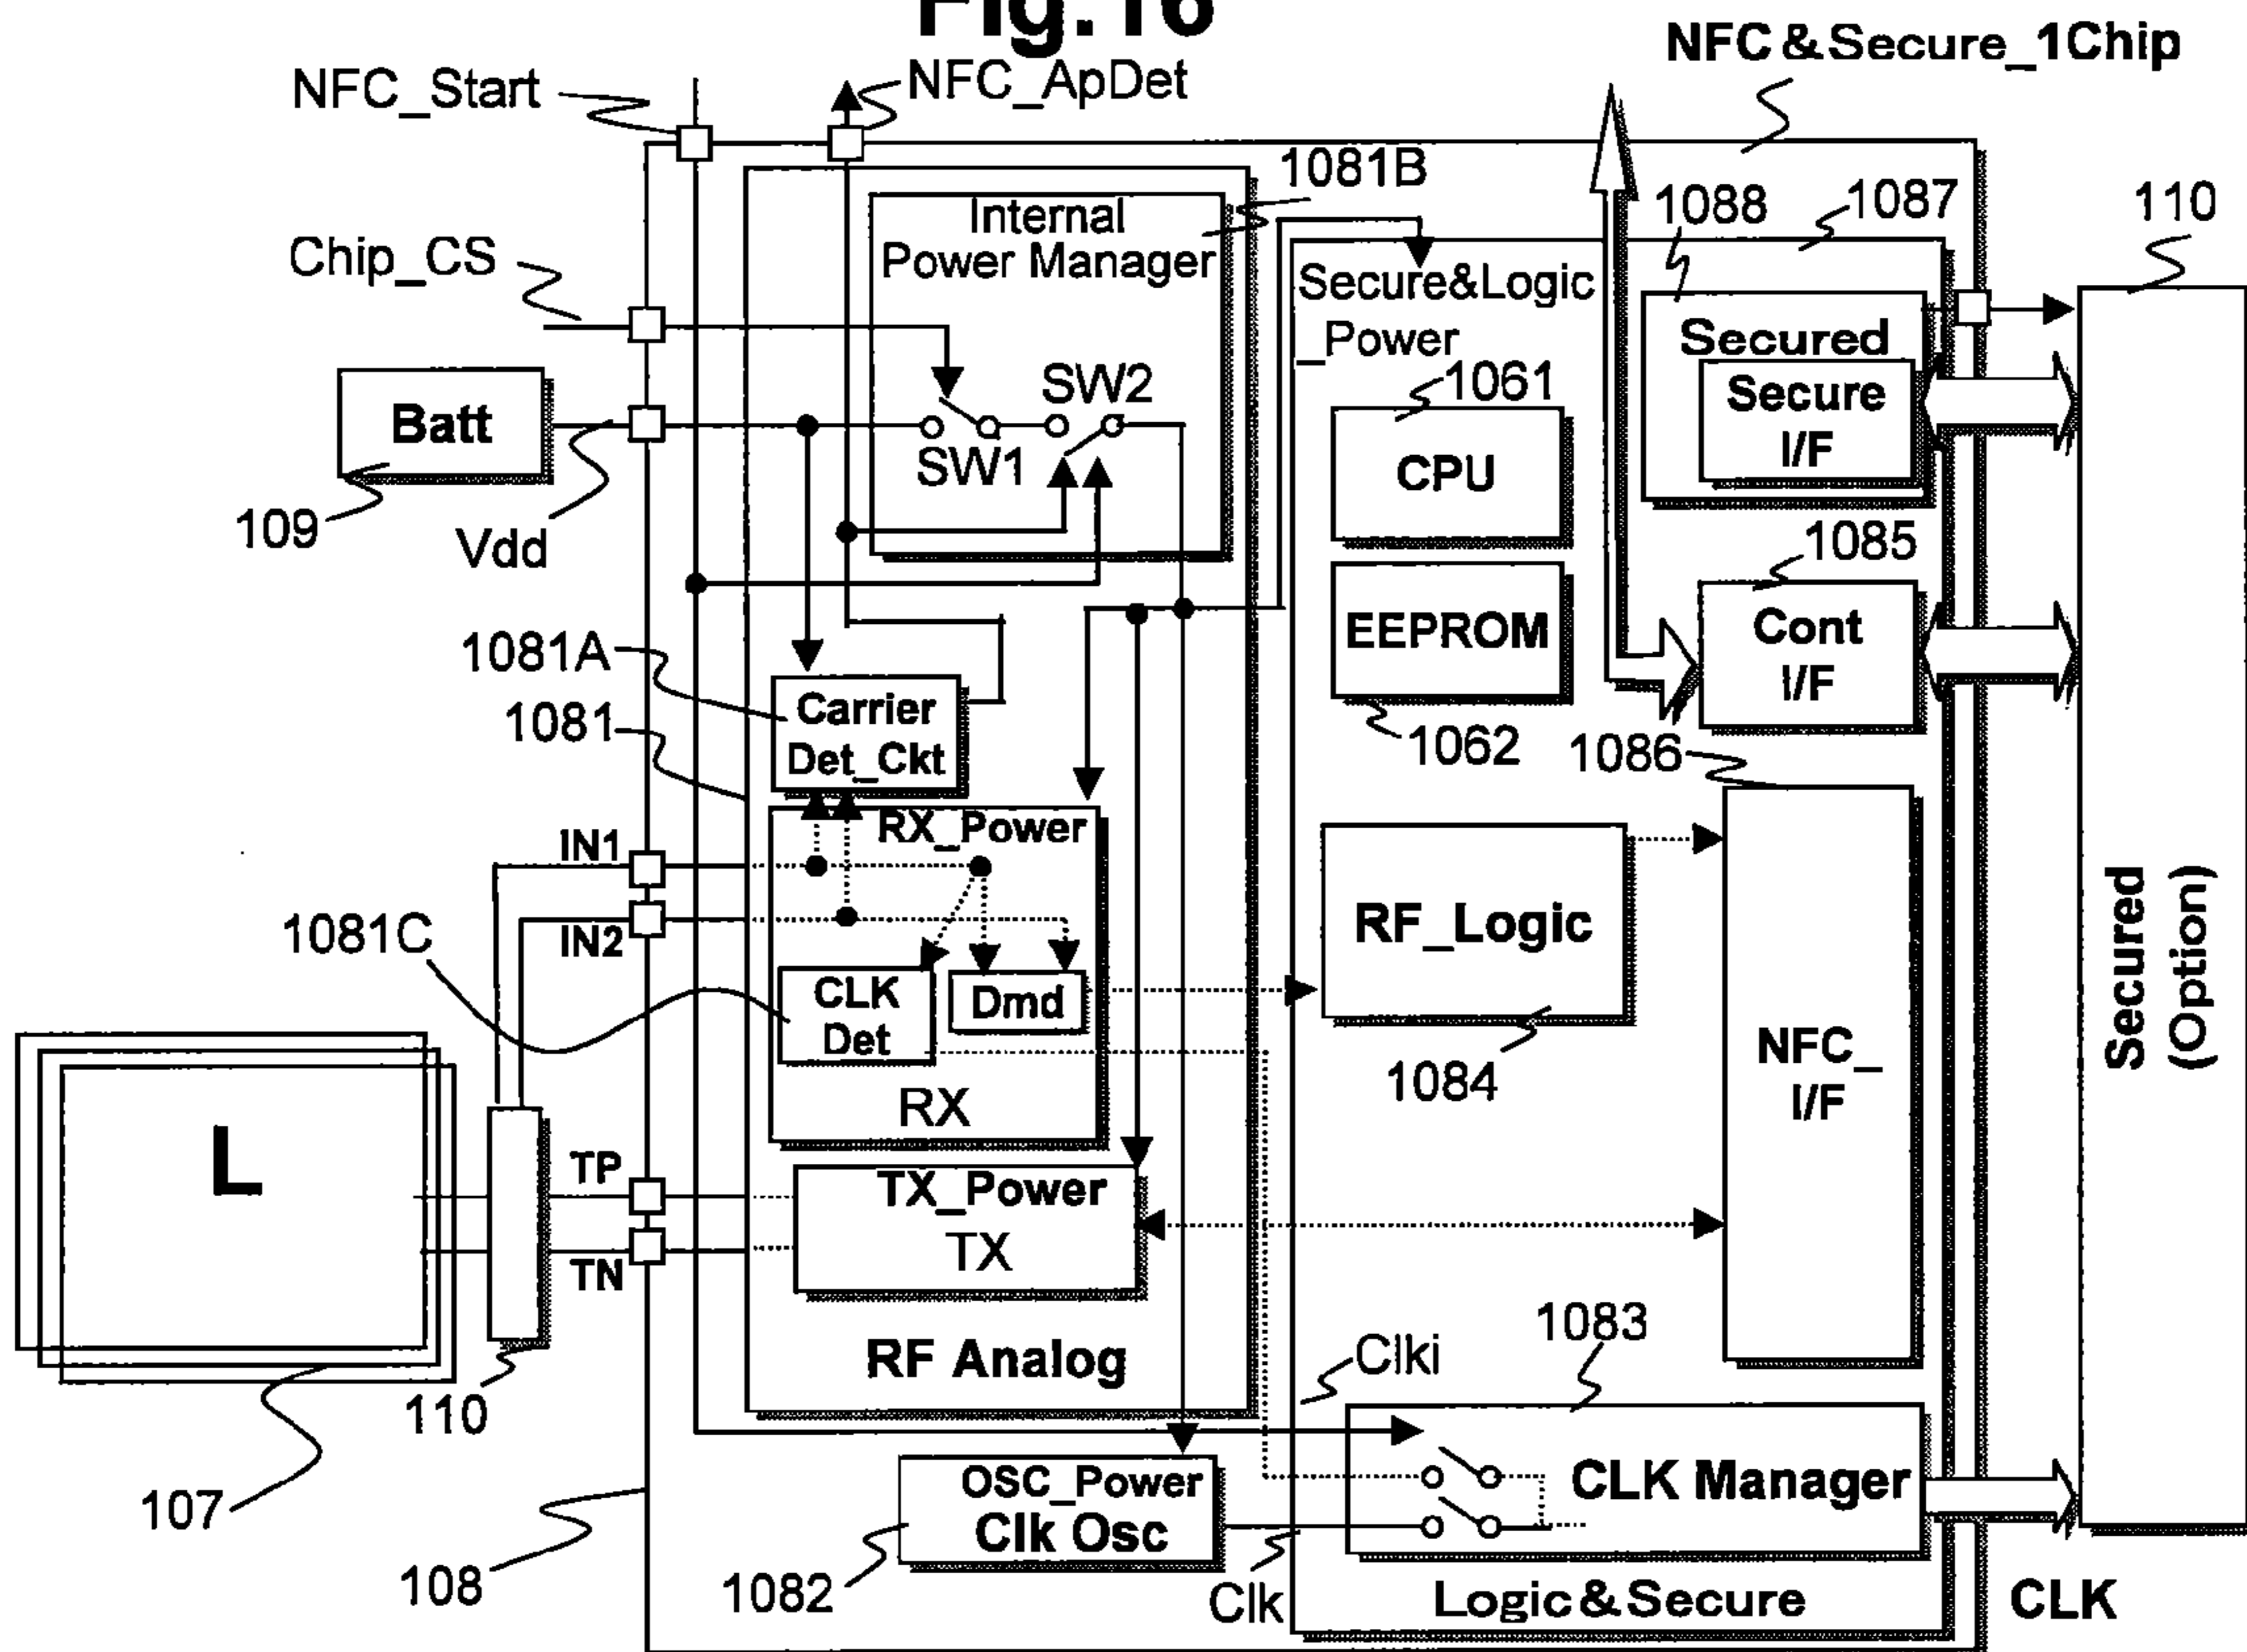 Fig.16
NFC&Secure_1Chip
NFC_Start
NFC_ApDet
1081B
1088
1087
110
Internal
Power Manager
Chip_CS
Secure&Logic
_Power
Secured
Secure
I/F
SW2
1061
Batt
SW1
CPU
109
Vdd
1085
EEPROM
Cont
I/F
1081A
1081
Carrier
Det_Ckt
1062
1086
IN1
RX_Power
IN2
1081C
RF_Logic
CLK
Det
Dmd
Secured
(Option)
NFC_
I/F
1084
RX
L
TP
TX_Power
TX
TN
1083
Clki
RF Analog
110
107
OSC_Power
Clk Osc
CLK Manager
108
1082
Clk
Logic&Secure
CLK